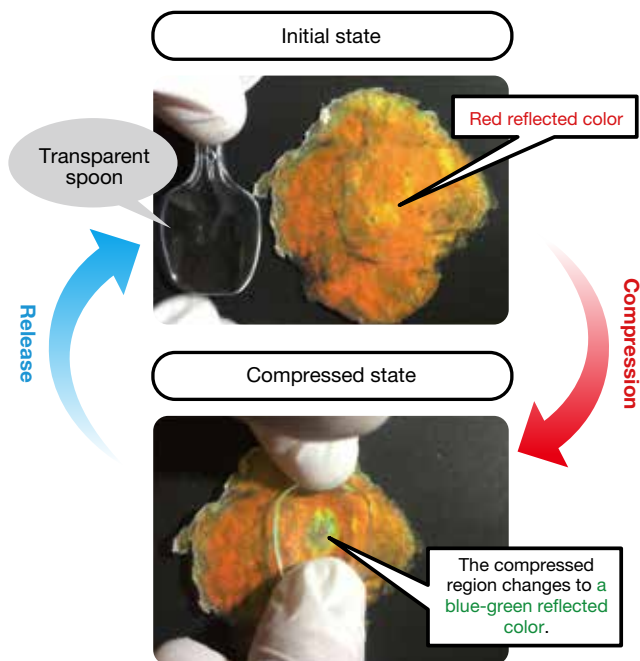 Initial state
Red reflected color
Transparent
spoon
Release
Compression
Compressed state
The compressed
region changes to a
blue-green reflected
color.